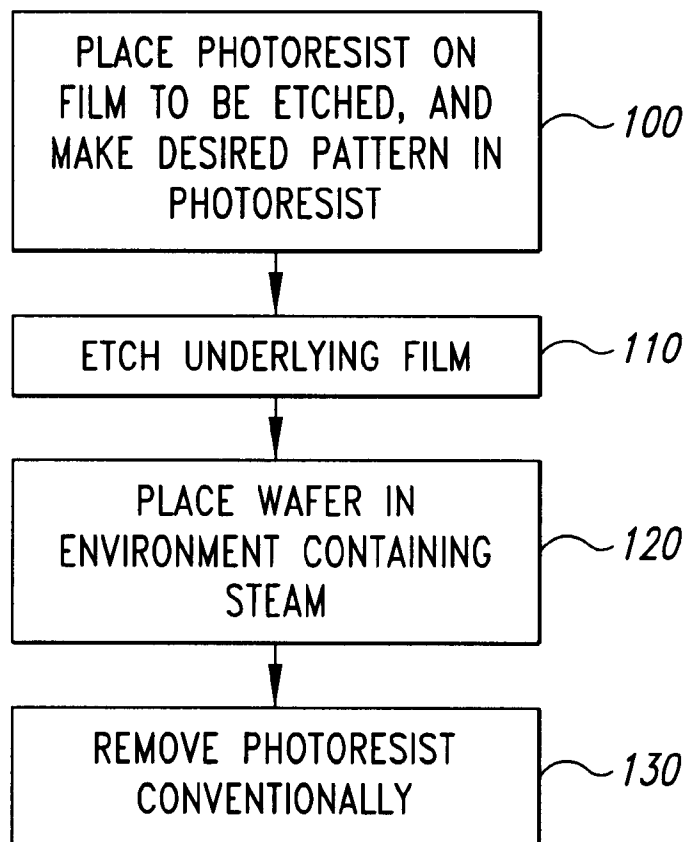 PLACE PHOTORESIST ON
FILM TO BE ETCHED, AND
MAKE DESIRED PATTERN IN
PHOTORESIST
100
ETCH UNDERLYING FILM
110
PLACE WAFER IN
ENVIRONMENT CONTAINING
STEAM
120
REMOVE PHOTORESIST
CONVENTIONALLY
130